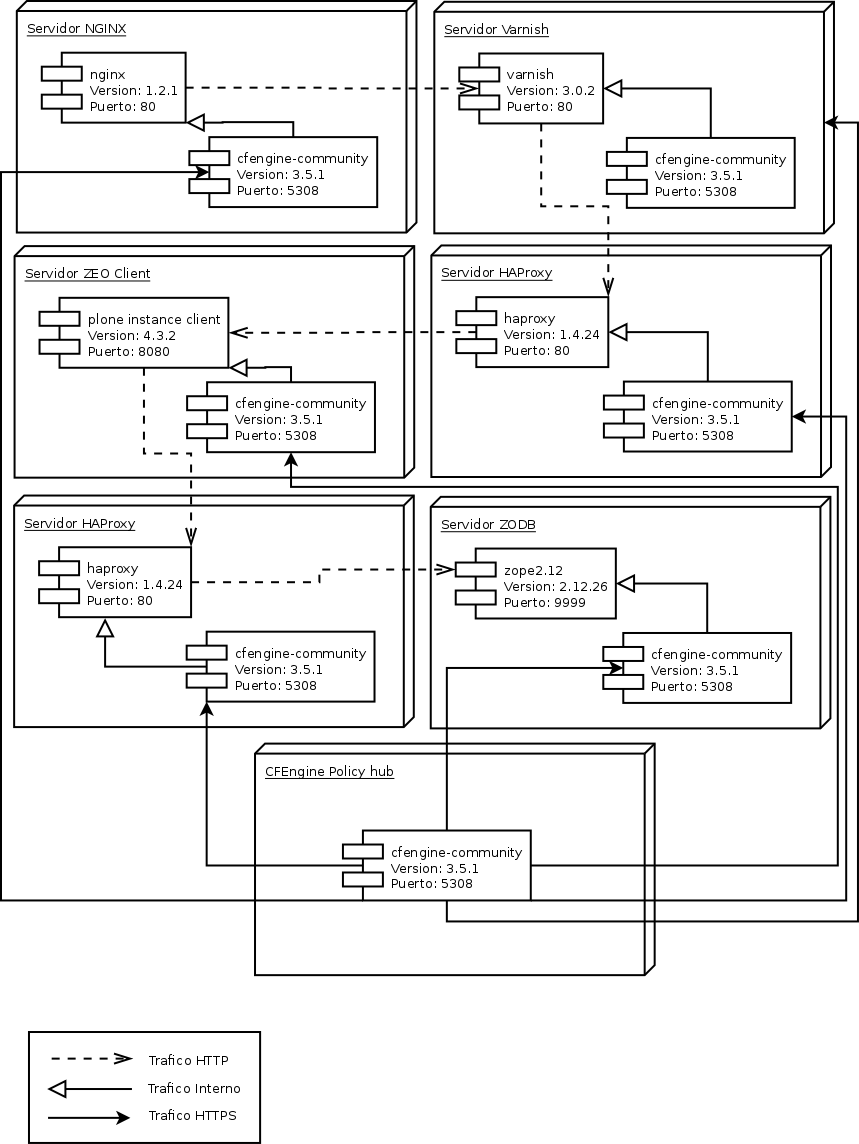 Servidor NGINX
nginx
Version: 1.2.1
Puerto: 80
cfengine-community
Version: 3.5.1
Puerto: 5308
Servidor Varnish
varnish
Version: 3.0.2
Puerto: 80
cfengine-community
Version: 3.5.1
Puerto: 5308
Servidor ZEO Client
plone instance client
Version: 4.3.2
Puerto: 8080
cfengine-community
Version: 3.5.1
Puerto: 5308
Servidor HAProxy
haproxy
Version: 1.4.24
Puerto: 80
cfengine-community
Version: 3.5.1
Puerto: 5308
Servidor HAProxy
haproxy
Version: 1.4.24
Puerto: 80
cfengine-community
Version: 3.5.1
Puerto: 5308
Servidor ZODB
zope2.12
Version: 2.12.26
Puerto: 9999
cfengine-community
Version: 3.5.1
Puerto: 5308
CFEngine Policy hub
cfengine-community
Version: 3.5.1
Puerto: 5308
Trafico HTTP
Trafico Interno
Trafico HTTPS